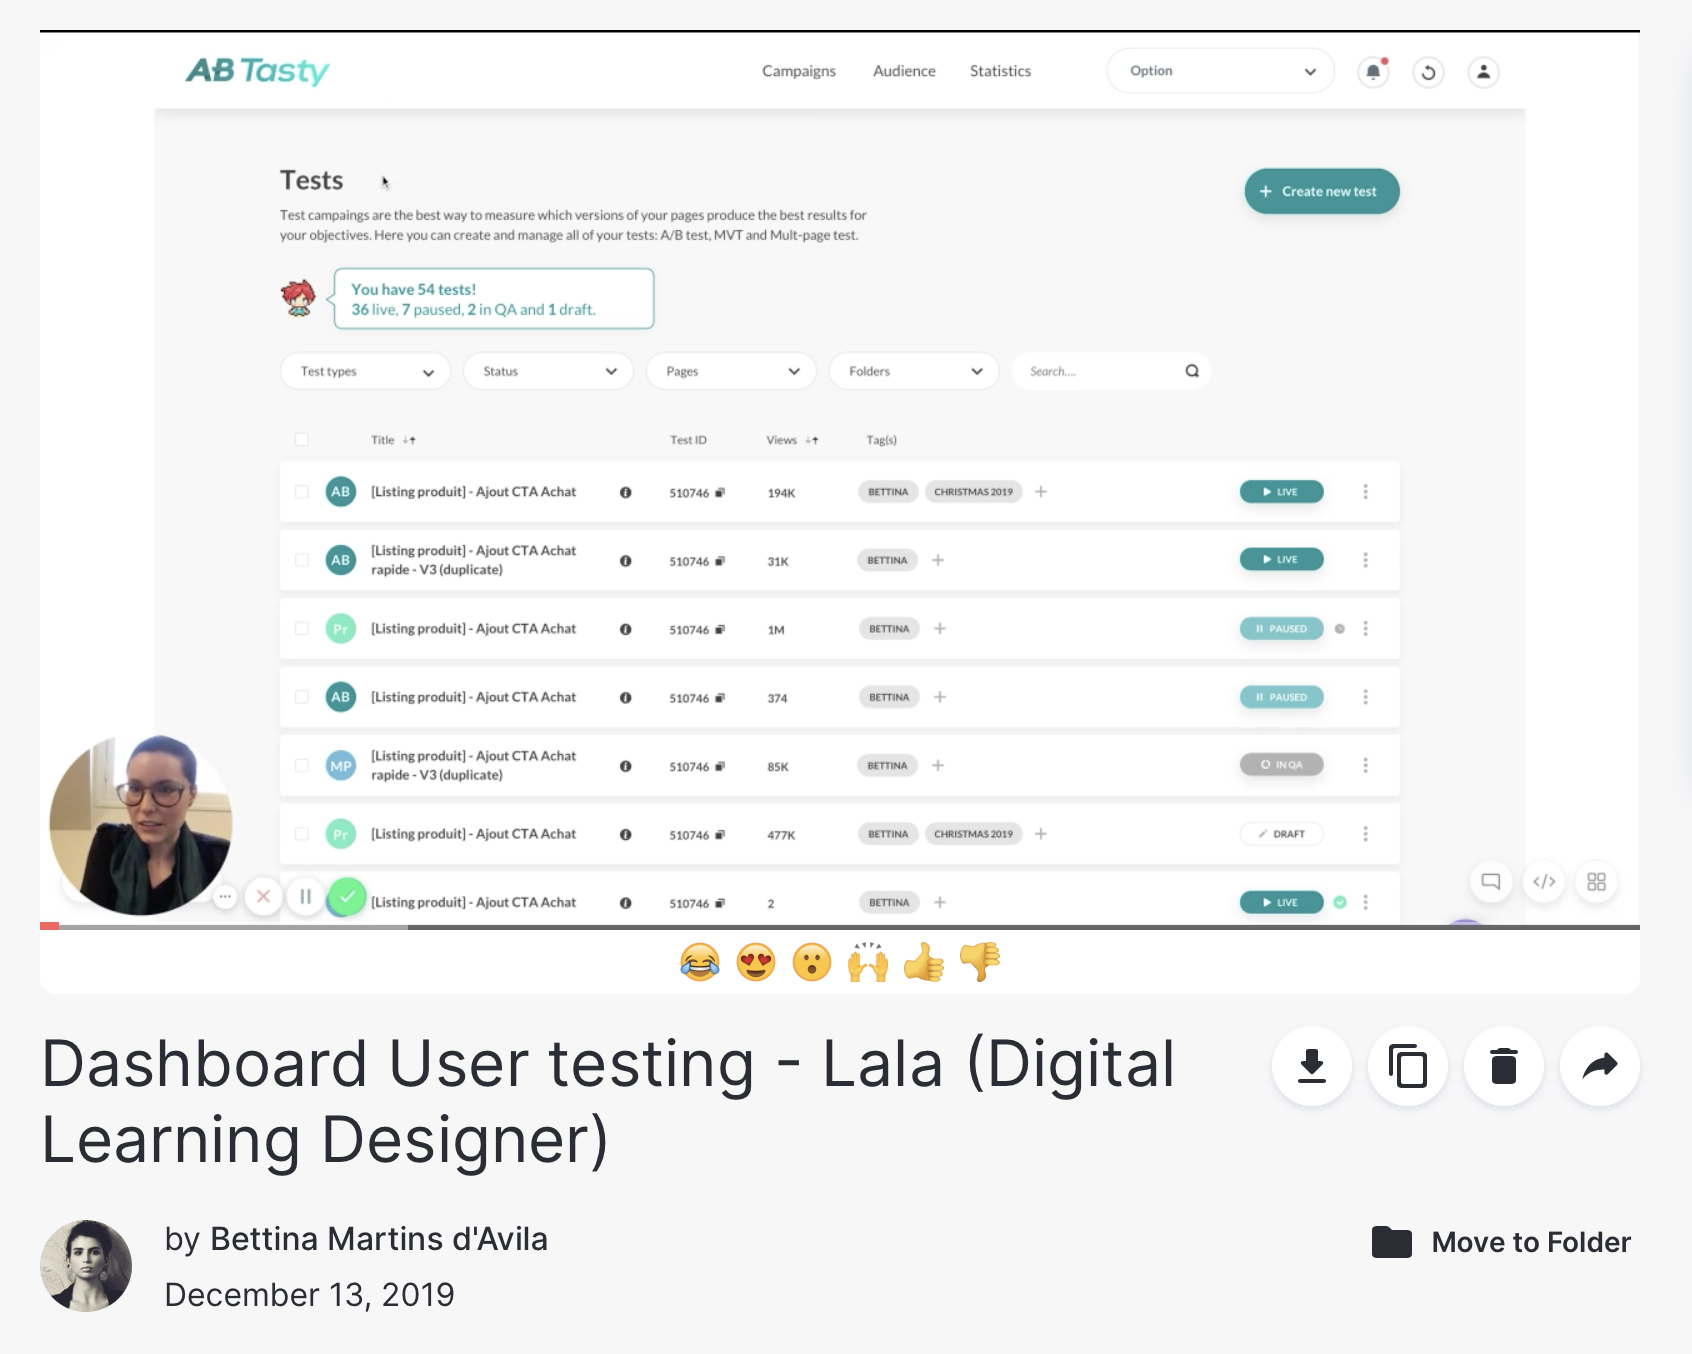 AB Tasty
Campaigns Audience Statistics Option
Tests
Create new test
Test campaings are the best way to measure which versions of your pages produce the best results for
your objectives. Here you can create and manage all of your tests: A/B test, MVT and Mult-page test.
You have 54 tests!
36 live, 7 paused, 2 in QA and 1 draft.
Test types Status Pages Folders Search....
Title Test ID Views Tag(s)
AB [Listing produit] - Ajout CTA Achat 510746 194K BETTINA CHRISTMAS 2019 + LIVE
AB [Listing produit] - Ajout CTA Achat
rapide - V3 (duplicate) 510746 31K BETTINA + LIVE
Pr [Listing produit] - Ajout CTA Achat 510746 1M BETTINA + PAUSED
AB [Listing produit] - Ajout CTA Achat 510746 374 BETTINA + PAUSED
MP [Listing produit] - Ajout CTA Achat
rapide - V3 (duplicate) 510746 85K BETTINA + IN QA
Pr [Listing produit] - Ajout CTA Achat 510746 477K BETTINA CHRISTMAS 2019 + DRAFT
[Listing produit] - Ajout CTA Achat 510746 2 BETTINA + LIVE
Dashboard User testing - Lala (Digital
Learning Designer)
by Bettina Martins d'Avila
December 13, 2019
Move to Folder